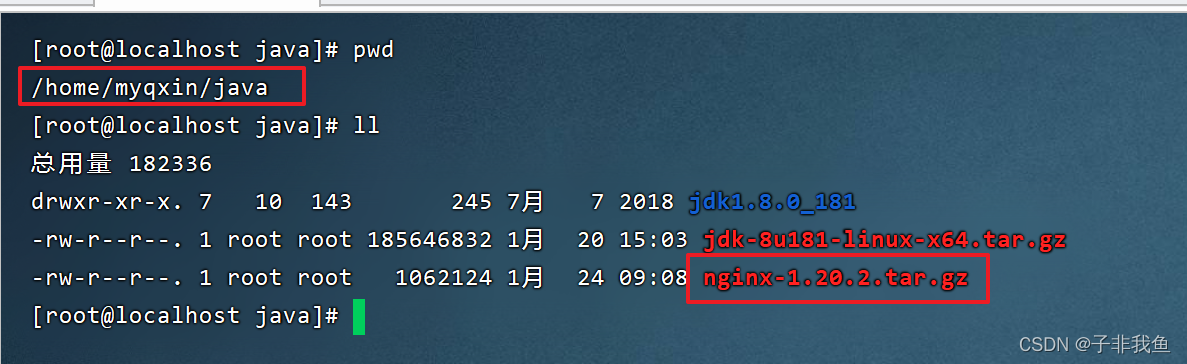 [root@localhost java]# pwd
/home/myqxin/java
[root@localhost java]# ll
总用量 182336
drwxr-xr-x. 7   10  143       245 7月   7 2018 jdk1.8.0_181
-rw-r--r--. 1 root root 185646832 1月  20 15:03 jdk-8u181-linux-x64.tar.gz
-rw-r--r--. 1 root root   1062124 1月  24 09:08 nginx-1.20.2.tar.gz
[root@localhost java]#
CSDN @子非我鱼